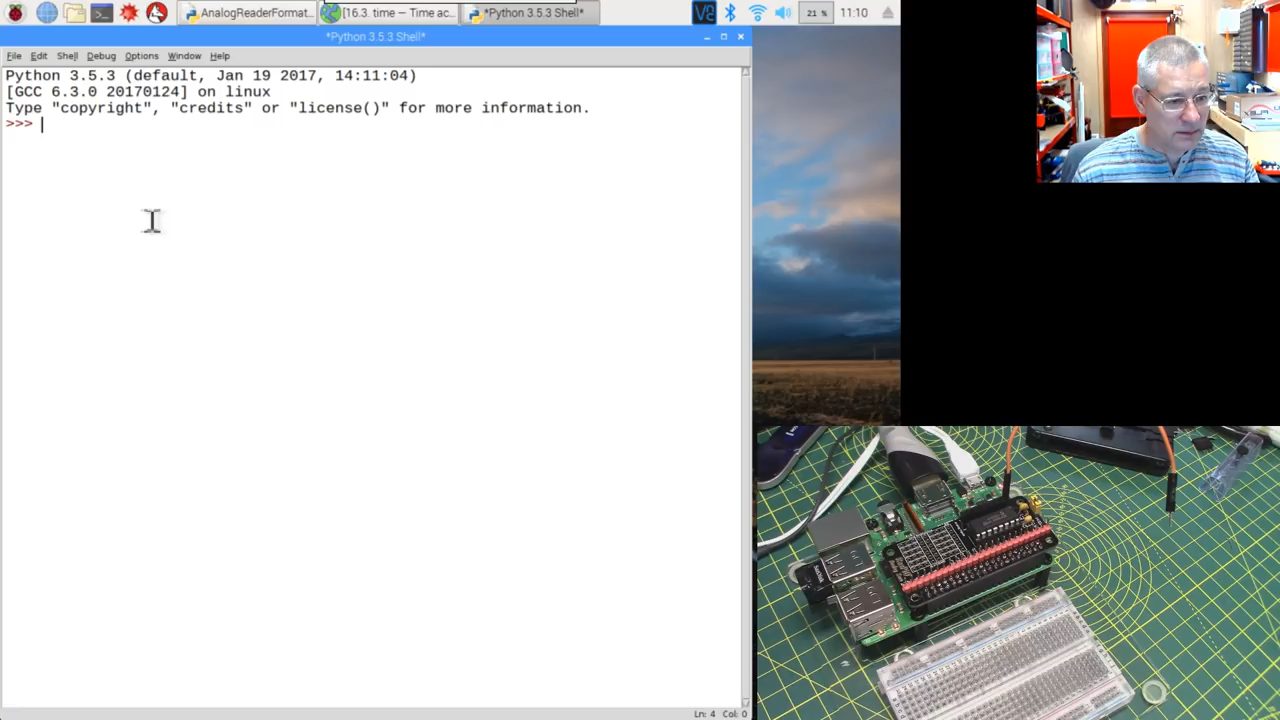 AnalogReaderFormat...
[16.3. time — Time ac...
*Python 3.5.3 Shell*
21 %
11:10
*Python 3.5.3 Shell*
File Edit Shell Debug Options Window Help
Python 3.5.3 (default, Jan 19 2017, 14:11:04)
[GCC 6.3.0 20170124] on linux
Type "copyright", "credits" or "license()" for more information.
>>>
Ln: 4 Col: 0